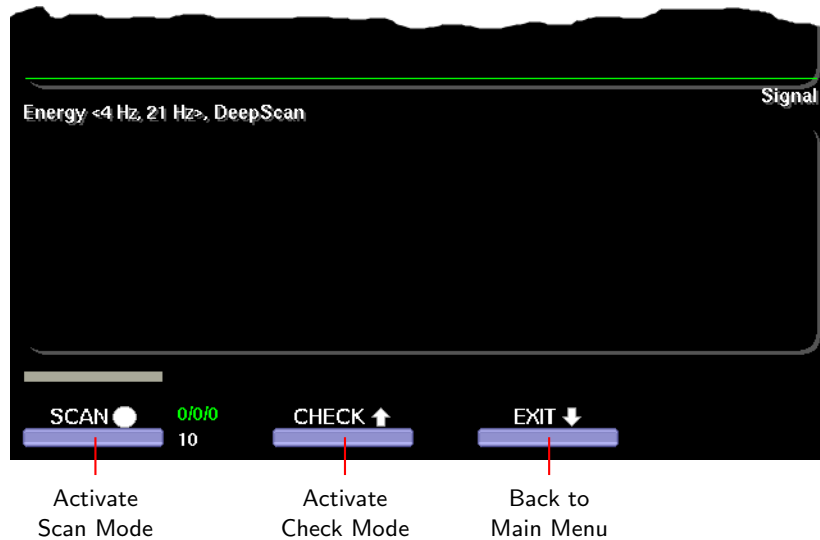 Signal
Energy <4 Hz, 21 Hz>, DeepScan
SCAN 0/0/0 CHECK EXIT
10
Activate Activate Back to
Scan Mode Check Mode Main Menu